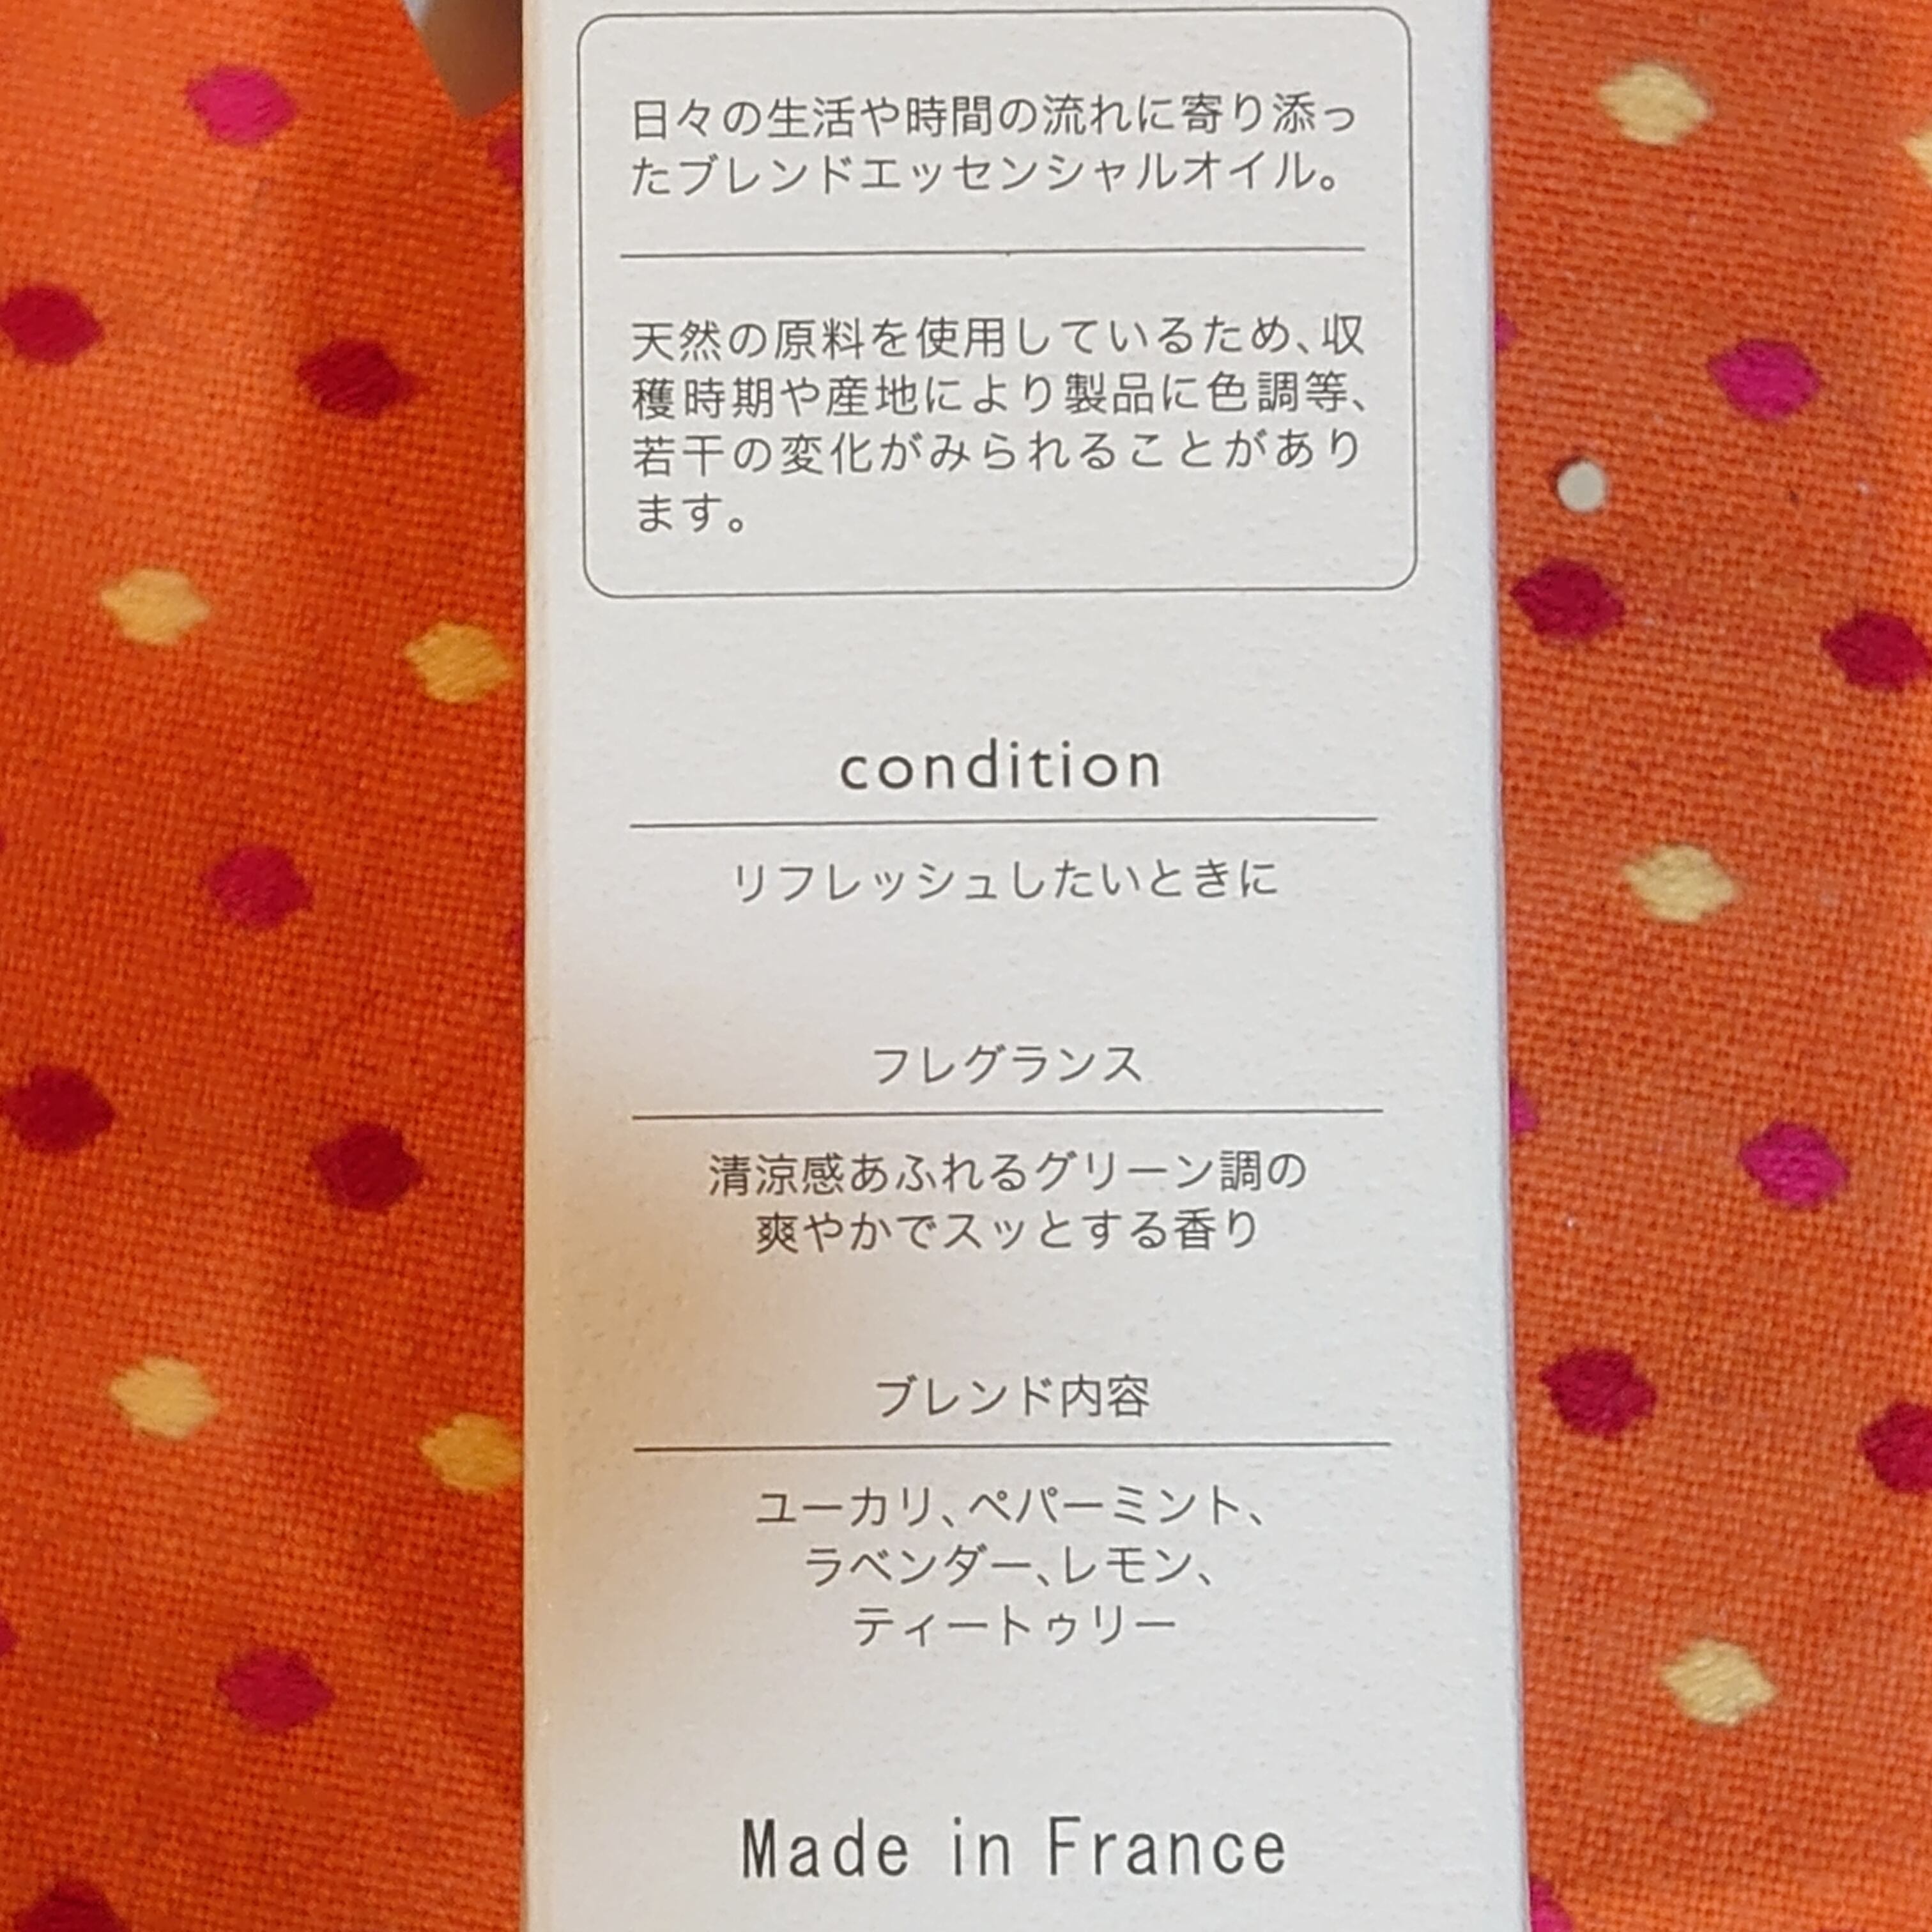 日々の生活や時間の流れに寄り添っ
たブレンドエッセンシャルオイル。
天然の原料を使用しているため、収
穫時期や産地により製品に色調等、
若干の変化がみられることがあり
ます。
condition
リフレッシュしたいときに
フレグランス
清涼感あふれるグリーン調の
爽やかでスッとする香り
ブレンド内容
ユーカリ、ペパーミント、
ラベンダー、レモン、
ティートゥリー
Made in France